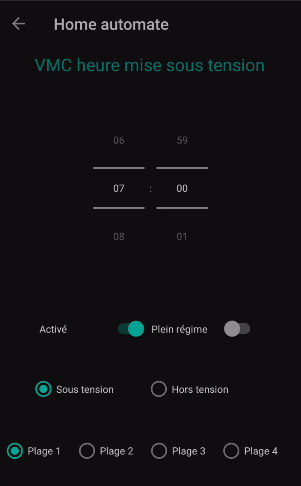 Home automate
VMC heure mise sous tension
06 59
07 : 00
08 01
Activé Plein régime
Sous tension Hors tension
Plage 1 Plage 2 Plage 3 Plage 4